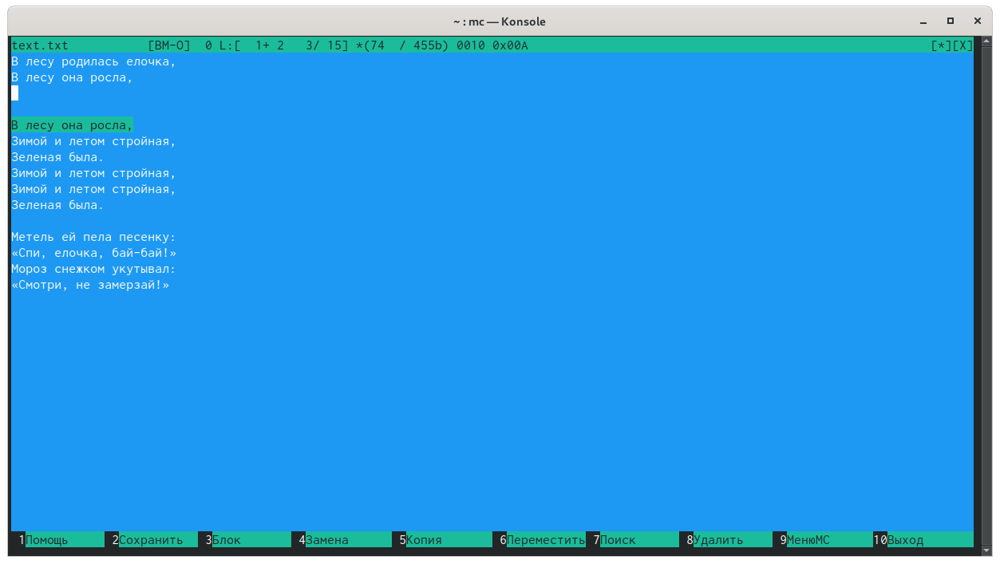 ~ : mc — Konsole
text.txt [BM-O] 0 L:[ 1+ 2 3/ 15] *(74 / 455b) 0010 0x00A [*][X]
В лесу родилась елочка,
В лесу она росла,
В лесу она росла,
Зимой и летом стройная,
Зеленая была.
Зимой и летом стройная,
Зимой и летом стройная,
Зеленая была.
Метель ей пела песенку:
«Спи, елочка, бай-бай!»
Мороз снежком укутывал:
«Смотри, не замерзай!»
1Помощь 2Сохранить 3Блок 4Замена 5Копия 6Переместить 7Поиск 8Удалить 9МенюMC 10Выход